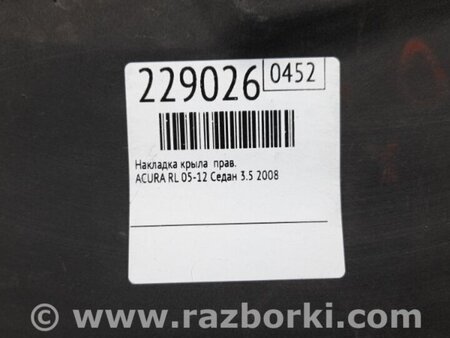 229026 0452
Накладка крыла прав.
ACURA RL 05-12 Седан 3.5 2008
© www.razborki.com